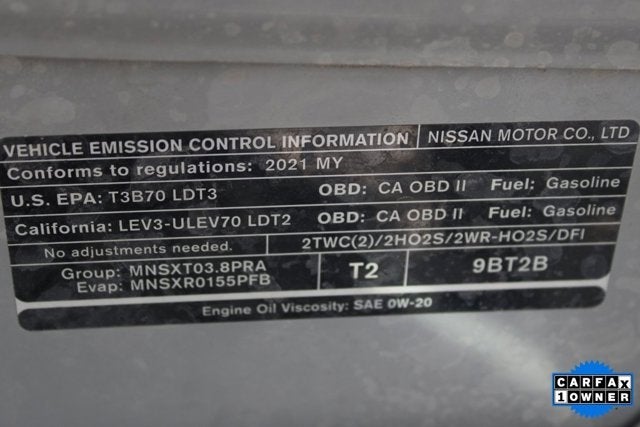 VEHICLE EMISSION CONTROL INFORMATION NISSAN MOTOR CO., LTD
Conforms to regulations: 2021 MY
U.S. EPA: T3B70 LDT3 OBD: CA OBD II Fuel: Gasoline
California: LEV3-ULEV70 LDT2 OBD: CA OBD II Fuel: Gasoline
No adjustments needed. 2TWC(2)/2HO2S/2WR-HO2S/DFI
Group: MNSXT03.8PRA T2 9BT2B
Evap: MNSXR0155PFB
Engine Oil Viscosity: SAE 0W-20
CARFAX
1 OWNER